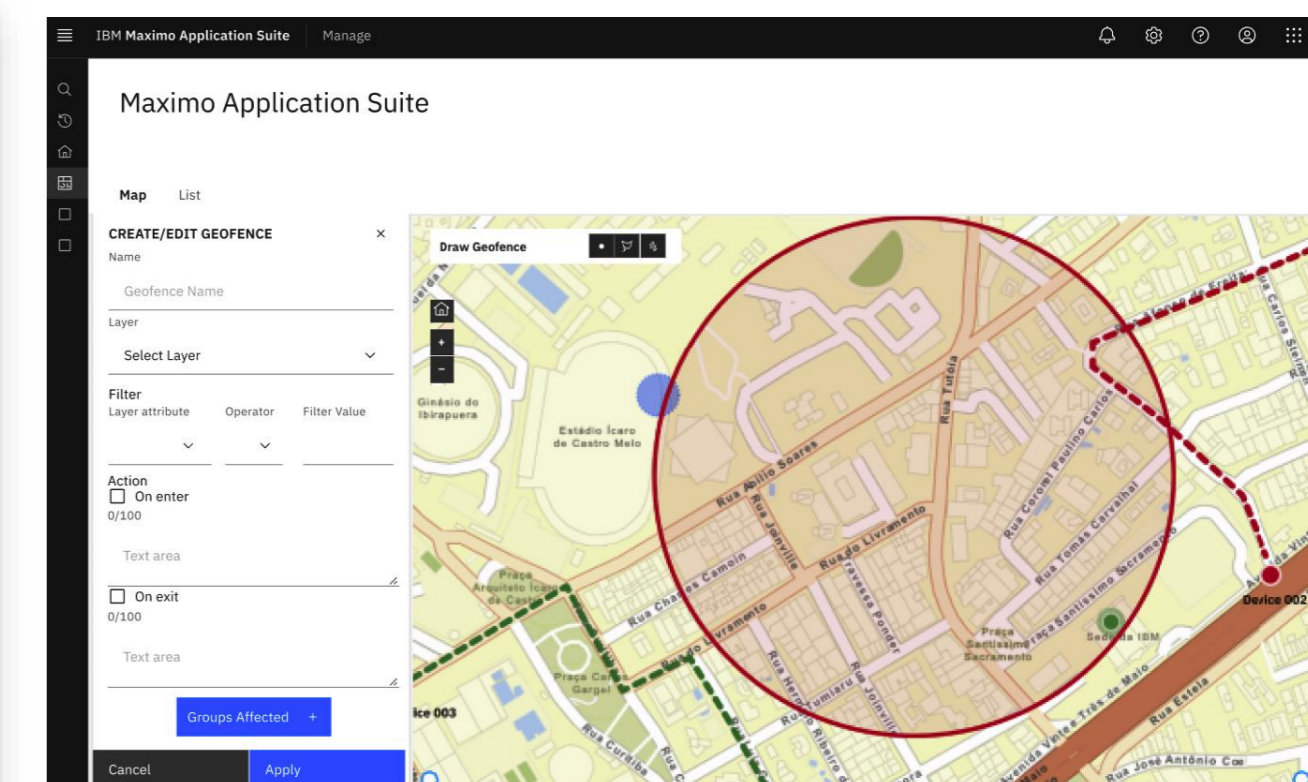 IBM Maximo Application Suite Manage
Maximo Application Suite
Map List
CREATE/EDIT GEOFENCE
Name
Geofence Name
Layer
Select Layer
Filter
Layer attribute Operator Filter Value
Action
On enter
0/100
Text area
On exit
0/100
Text area
Groups Affected +
Cancel Apply
Draw Geofence
+
-
Ginásio do
Ibirapuera
Estádio Ícaro
de Castro Melo
Rua Abílio Soares
Rua Tutóia
Rua Coronel Paulino Carlos
Rua Tomás Carvalhal
Rua Joinville
Rua do Livramento
Travessa Ponder
Rua Charles Camoin
Praça
Arquiteto Ícaro
de Castro
Praça
Santíssimo
Sacramento
Sede da IBM
Device 002
Rua Estela
Rua José Antônio Coe
Avenida Vinte e Três de Maio
Rua Curitiba
ice 003
Rua Tumiaru
Rua Joinville